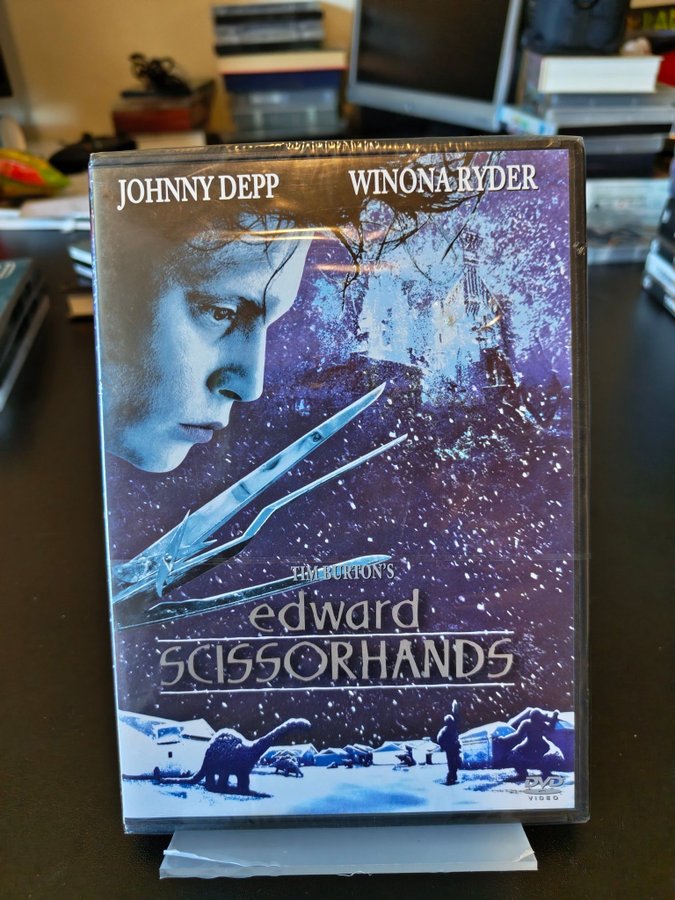 JOHNNY DEPP WINONA RYDER
TIM BURTON'S
edward
SCISSORHANDS
DVD
VIDEO